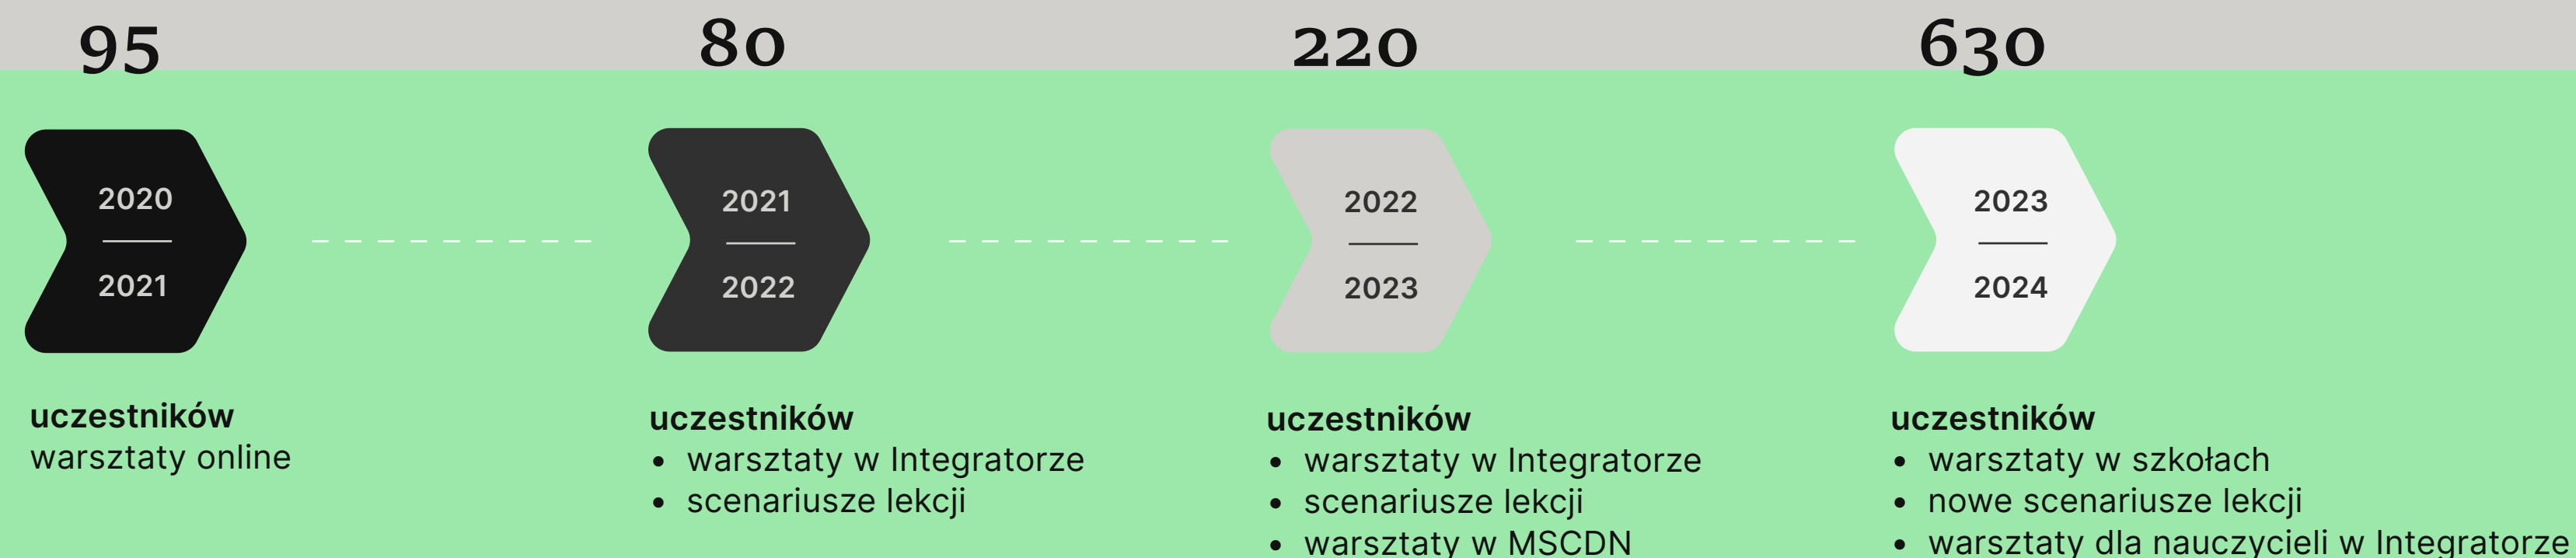 95
2020
2021
uczestników
warsztaty online
80
2021
2022
uczestników
• warsztaty w Integratorze
• scenariusze lekcji
220
2022
2023
uczestników
• warsztaty w Integratorze
• scenariusze lekcji
• warsztaty w MSCDN
630
2023
2024
uczestników
• warsztaty w szkołach
• nowe scenariusze lekcji
• warsztaty dla nauczycieli w Integratorze